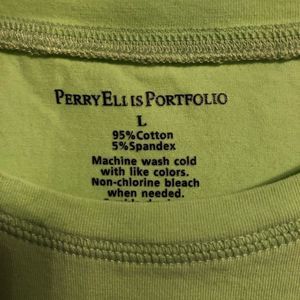 PERRY ELLIS PORTFOLIO
L
95% Cotton
5% Spandex
Machine wash cold
with like colors.
Non-chlorine bleach
when needed.